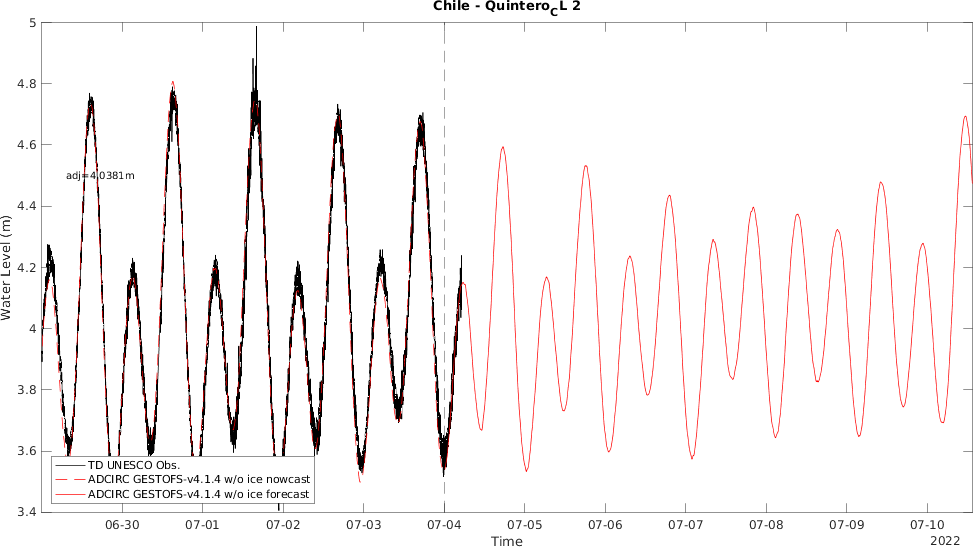 Chile - Quintero_CL 2
Water Level (m)
5
4.8
4.6
4.4
4.2
4
3.8
3.6
3.4
adj=4.0381m
TD UNESCO Obs.
ADCIRC GESTOFS-v4.1.4 w/o ice nowcast
ADCIRC GESTOFS-v4.1.4 w/o ice forecast
06-30 07-01 07-02 07-03 07-04 07-05 07-06 07-07 07-08 07-09 07-10
Time
2022